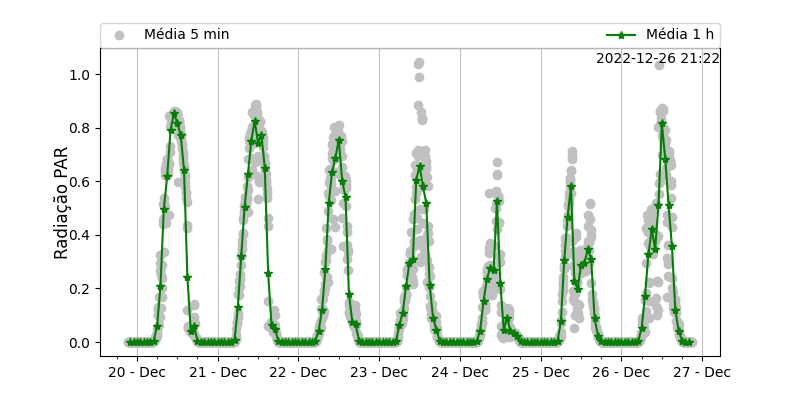 Média 5 min
Média 1 h
2022-12-26 21:22
Radiação PAR
1.0
0.8
0.6
0.4
0.2
0.0
20 - Dec
21 - Dec
22 - Dec
23 - Dec
24 - Dec
25 - Dec
26 - Dec
27 - Dec